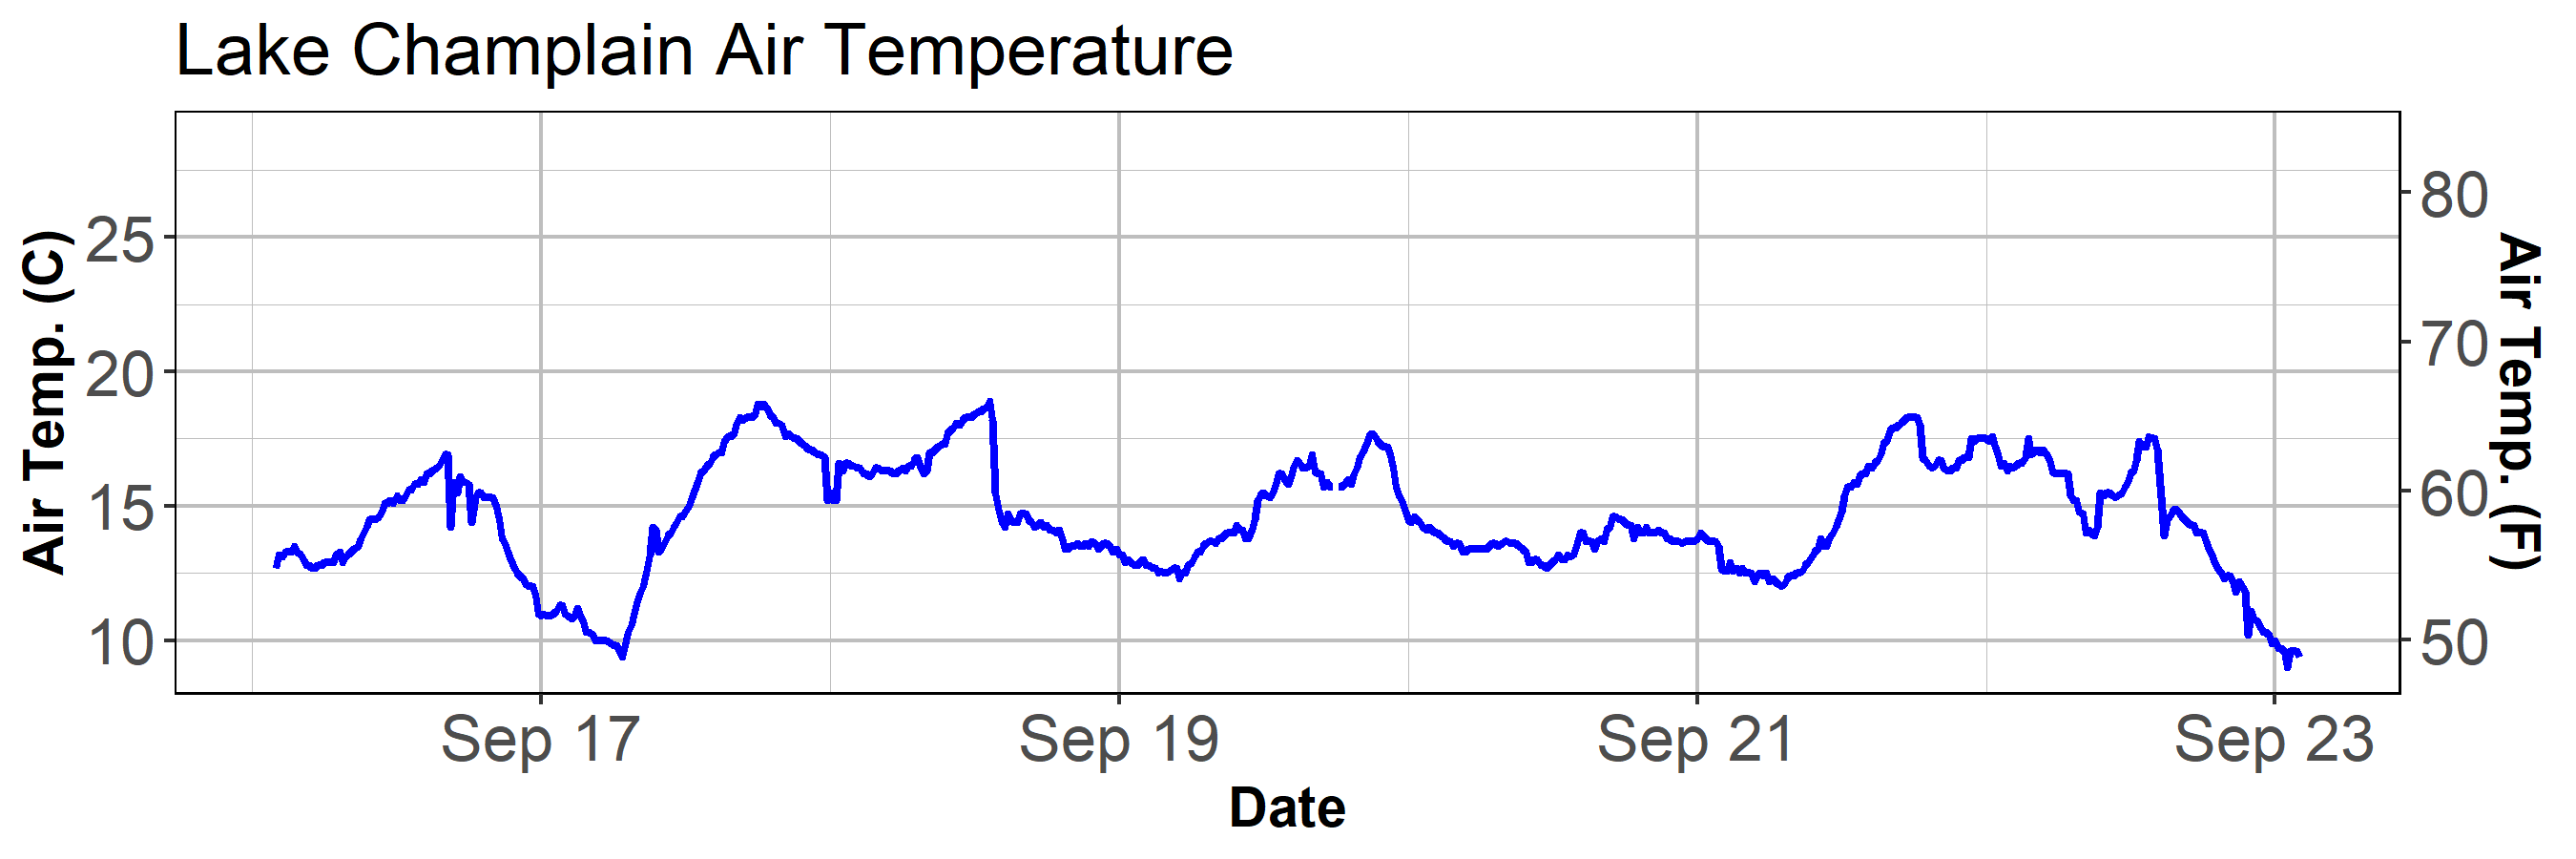 Lake Champlain Air Temperature
Air Temp. (C)
25
20
15
10
80
70
60
50
Air Temp. (F)
Sep 17
Sep 19
Sep 21
Sep 23
Date